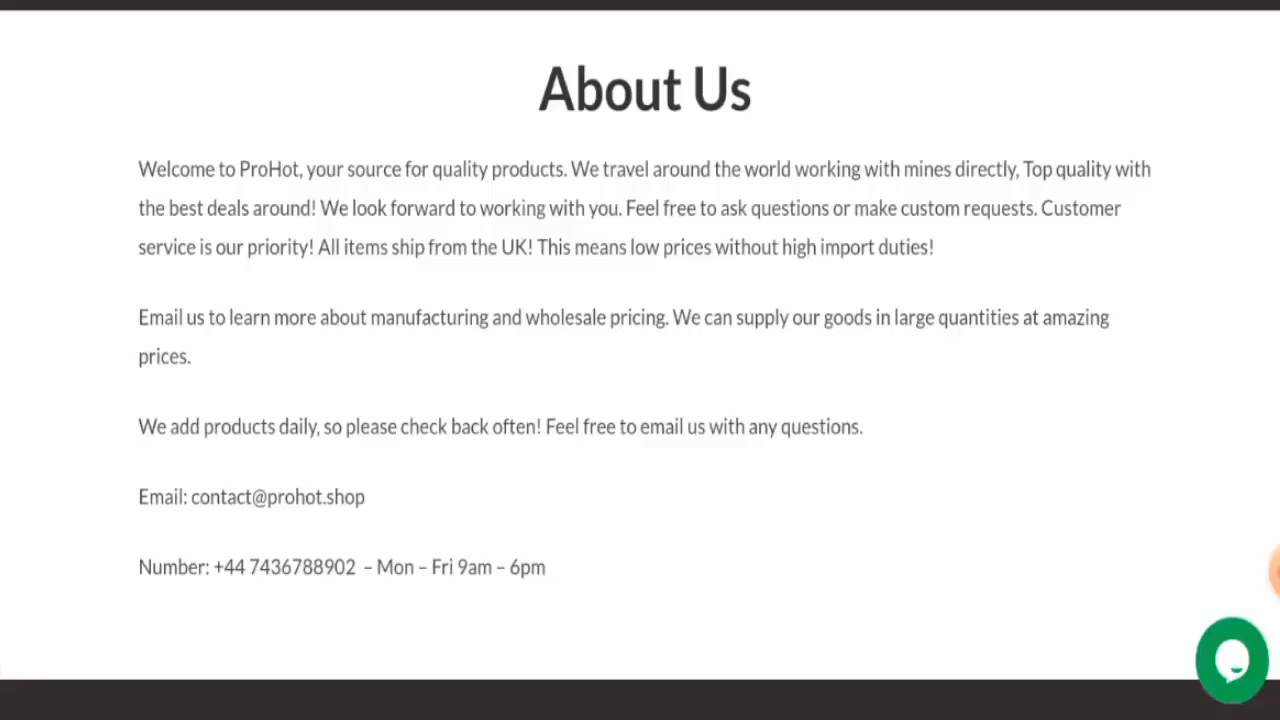 About Us
Welcome to ProHot, your source for quality products. We travel around the world working with mines directly, Top quality with
the best deals around! We look forward to working with you. Feel free to ask questions or make custom requests. Customer
service is our priority! All items ship from the UK! This means low prices without high import duties!
Email us to learn more about manufacturing and wholesale pricing. We can supply our goods in large quantities at amazing
prices.
We add products daily, so please check back often! Feel free to email us with any questions.
Email: contact@prohot.shop
Number: +44 7436788902 – Mon – Fri 9am – 6pm